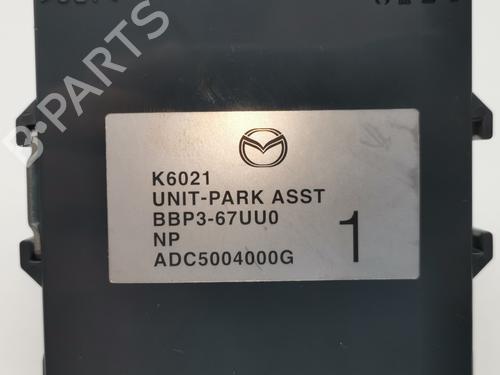 K6021
UNIT-PARK ASST
BBP3-67UU0
NP
ADC5004000G
1
B-PARTS